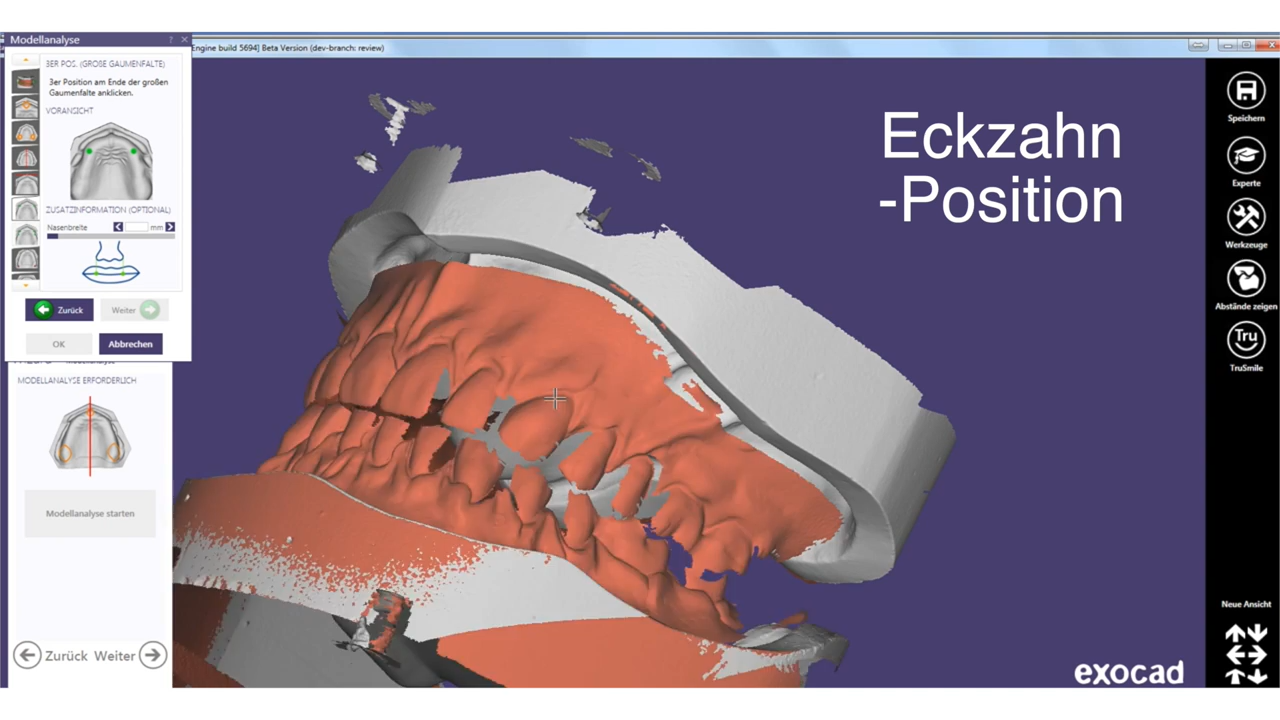 Modellanalyse
Engine build 5694] Beta Version (dev-branch: review)
3ER POS. (GROßE GAUMENFALTE)
3er Position am Ende der großen
Gaumenfalte anklicken.
VORANSICHT
ZUSATZINFORMATION (OPTIONAL)
Nasenbreite mm
Zurück Weiter
OK Abbrechen
MODELLANALYSE ERFORDERLICH
Modellanalyse starten
Zurück Weiter
Eckzahn
-Position
Speichern
Experte
Werkzeuge
Abstände zeigen
Tru
TruSmile
Neue Ansicht
exocad